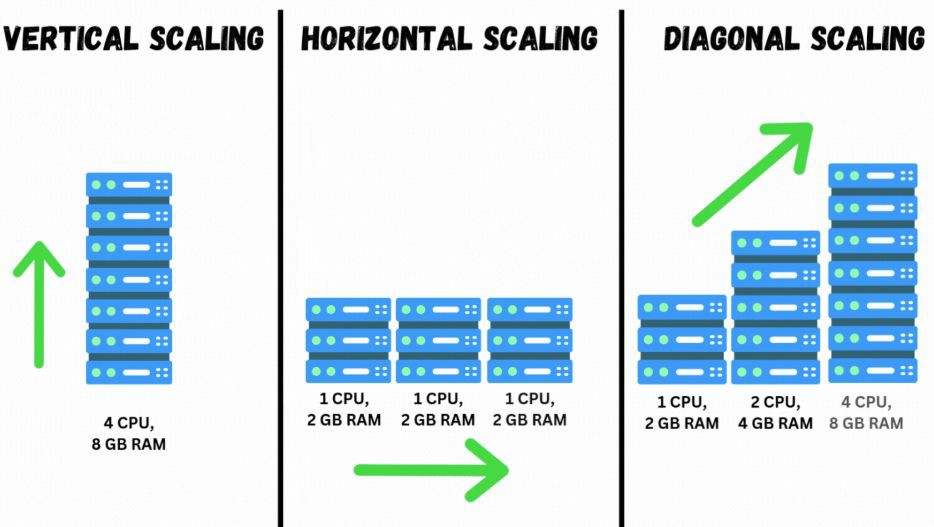 VERTICAL SCALING
4 CPU,
8 GB RAM
HORIZONTAL SCALING
1 CPU,
2 GB RAM
1 CPU,
2 GB RAM
1 CPU,
2 GB RAM
DIAGONAL SCALING
1 CPU,
2 GB RAM
2 CPU,
4 GB RAM
4 CPU,
8 GB RAM